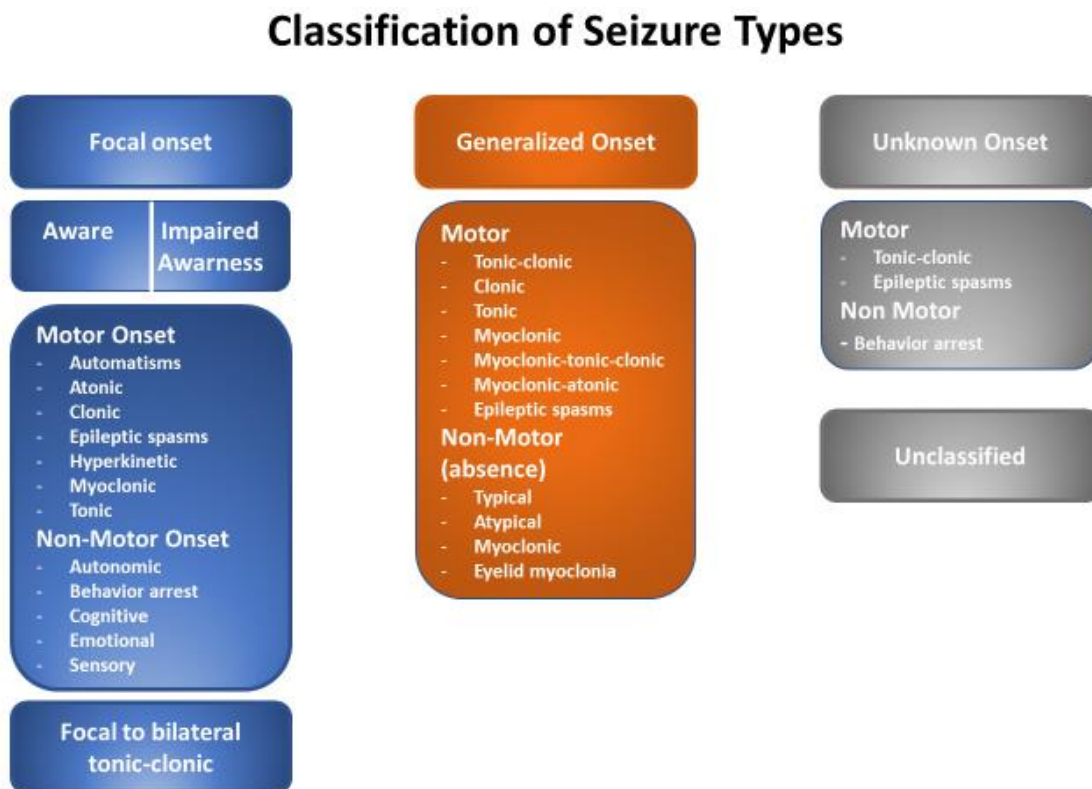 Classification of Seizure Types
Focal onset
Aware
Impaired
Awarness
Motor Onset
- Automatisms
- Atonic
- Clonic
- Epileptic spasms
- Hyperkinetic
- Myoclonic
- Tonic
Non-Motor Onset
- Autonomic
- Behavior arrest
- Cognitive
- Emotional
- Sensory
Focal to bilateral
tonic-clonic
Generalized Onset
Motor
- Tonic-clonic
- Clonic
- Tonic
- Myoclonic
- Myoclonic-tonic-clonic
- Myoclonic-atonic
- Epileptic spasms
Non-Motor
(absence)
- Typical
- Atypical
- Myoclonic
- Eyelid myoclonia
Unknown Onset
Motor
- Tonic-clonic
- Epileptic spasms
Non Motor
- Behavior arrest
Unclassified